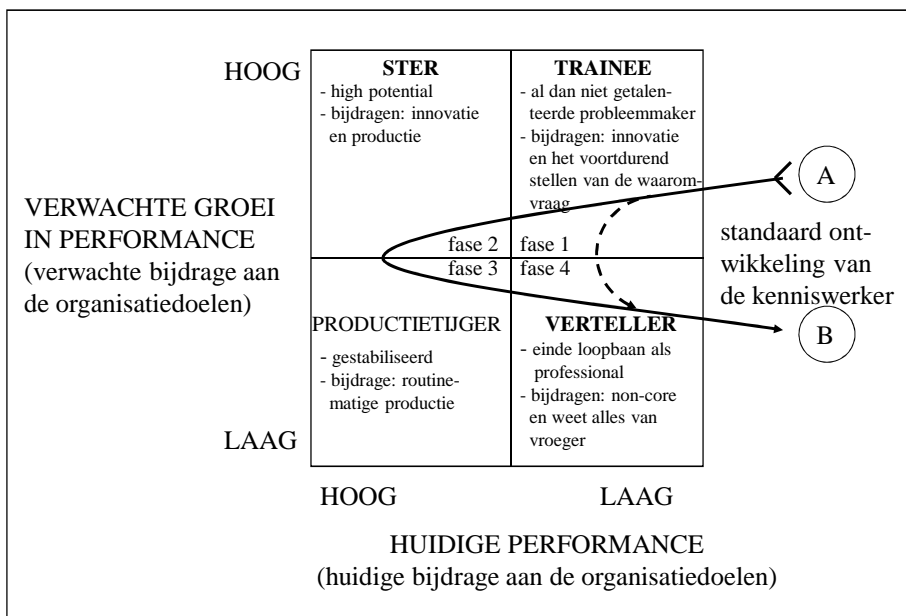 HOOG
STER
- high potential
- bijdragen: innovatie
en productie
TRAINEE
- al dan niet getalen-
teerde probleemmaker
- bijdragen: innovatie
en het voortdurend
stellen van de waarom-
vraag
A
VERWACHTE GROEI
IN PERFORMANCE
(verwachte bijdrage aan
de organisatiedoelen)
fase 2
fase 1
fase 3
fase 4
standaard ont-
wikkeling van
de kenniswerker
B
PRODUCTIETIJGER
- gestabiliseerd
- bijdrage: routine-
matige productie
VERTELLER
- einde loopbaan als
professional
- bijdragen: non-core
en weet alles van
vroeger
LAAG
HOOG
LAAG
HUIDIGE PERFORMANCE
(huidige bijdrage aan de organisatiedoelen)